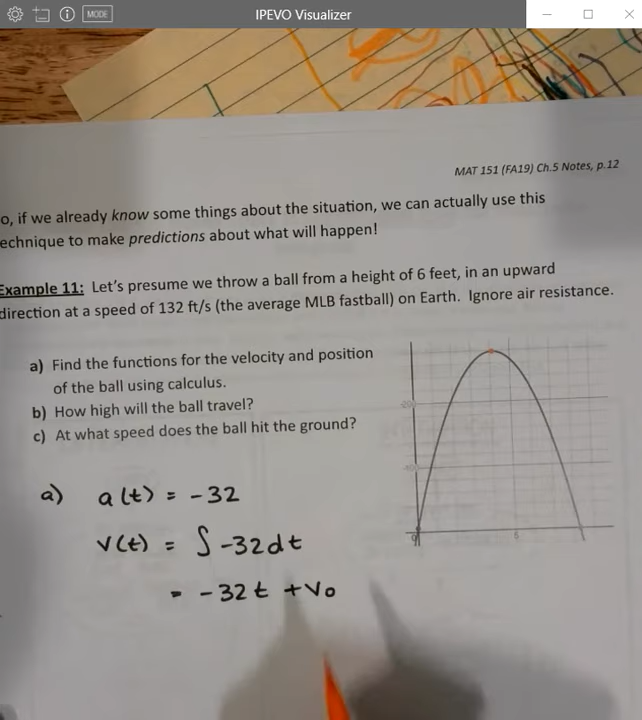 MODE
IPEVO Visualizer
MAT 151 (FA19) Ch.5 Notes, p.12
o, if we already know some things about the situation, we can actually use this
echnique to make predictions about what will happen!
Example 11: Let's presume we throw a ball from a height of 6 feet, in an upward
direction at a speed of 132 ft/s (the average MLB fastball) on Earth. Ignore air resistance.
a) Find the functions for the velocity and position
of the ball using calculus.
b) How high will the ball travel?
c) At what speed does the ball hit the ground?
a) a(t) = -32
v(t) = ∫ -32dt
= -32t + v₀
0 5